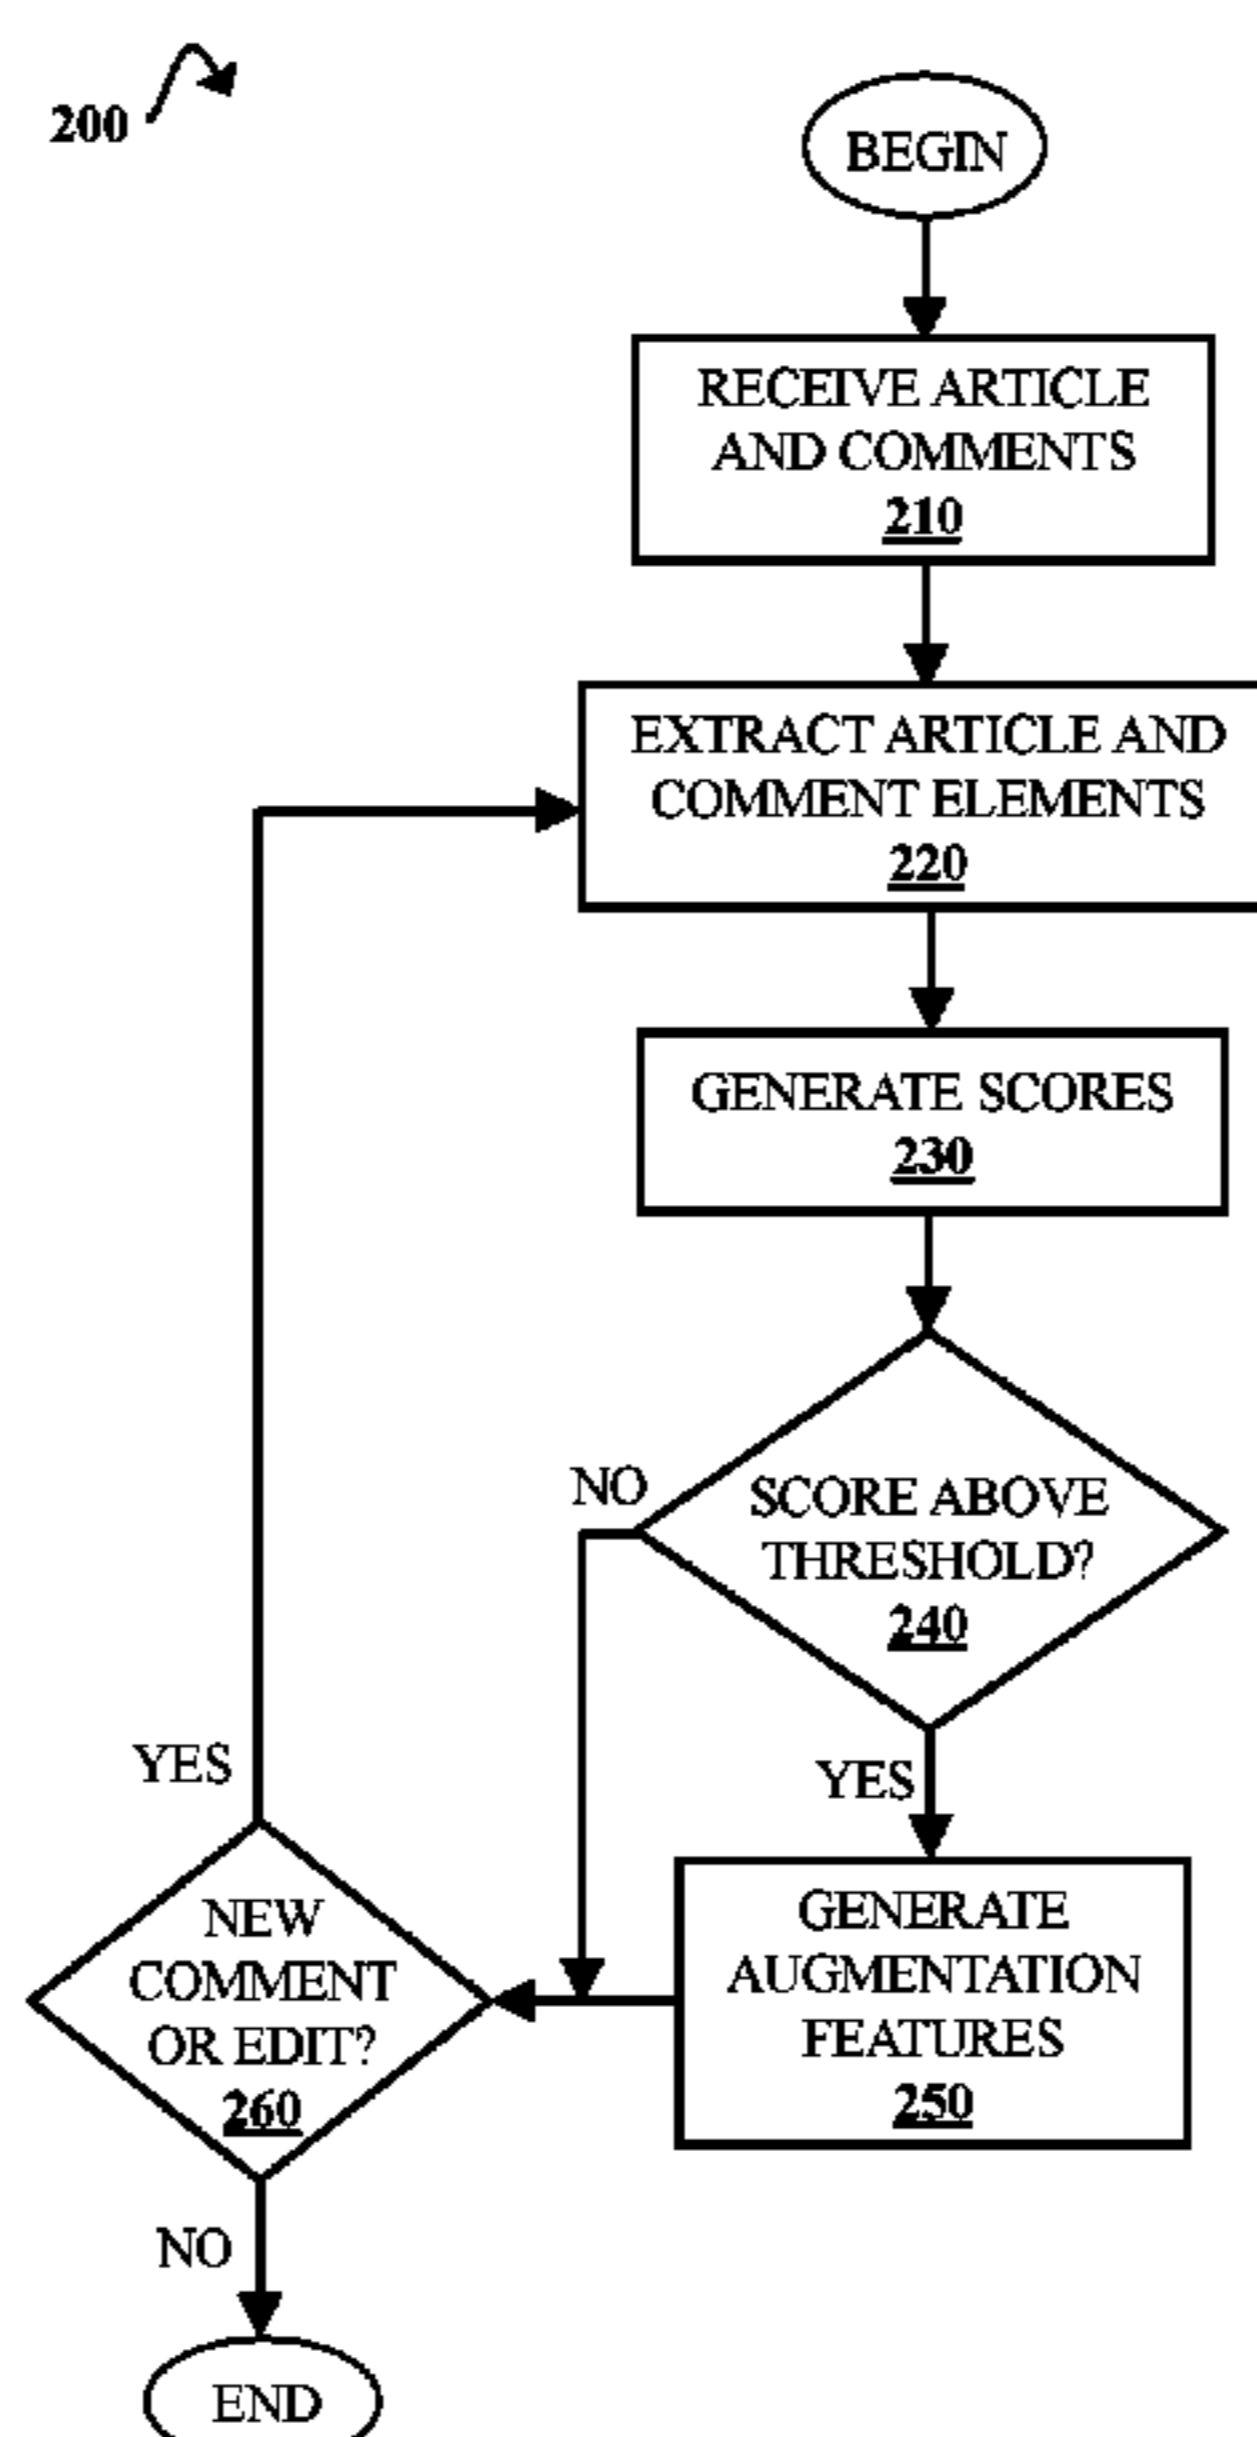 200
BEGIN
RECEIVE ARTICLE
AND COMMENTS
210
EXTRACT ARTICLE AND
COMMENT ELEMENTS
220
GENERATE SCORES
230
NO
SCORE ABOVE
THRESHOLD?
240
YES
YES
GENERATE
AUGMENTATION
FEATURES
250
NEW
COMMENT
OR EDIT?
260
NO
END